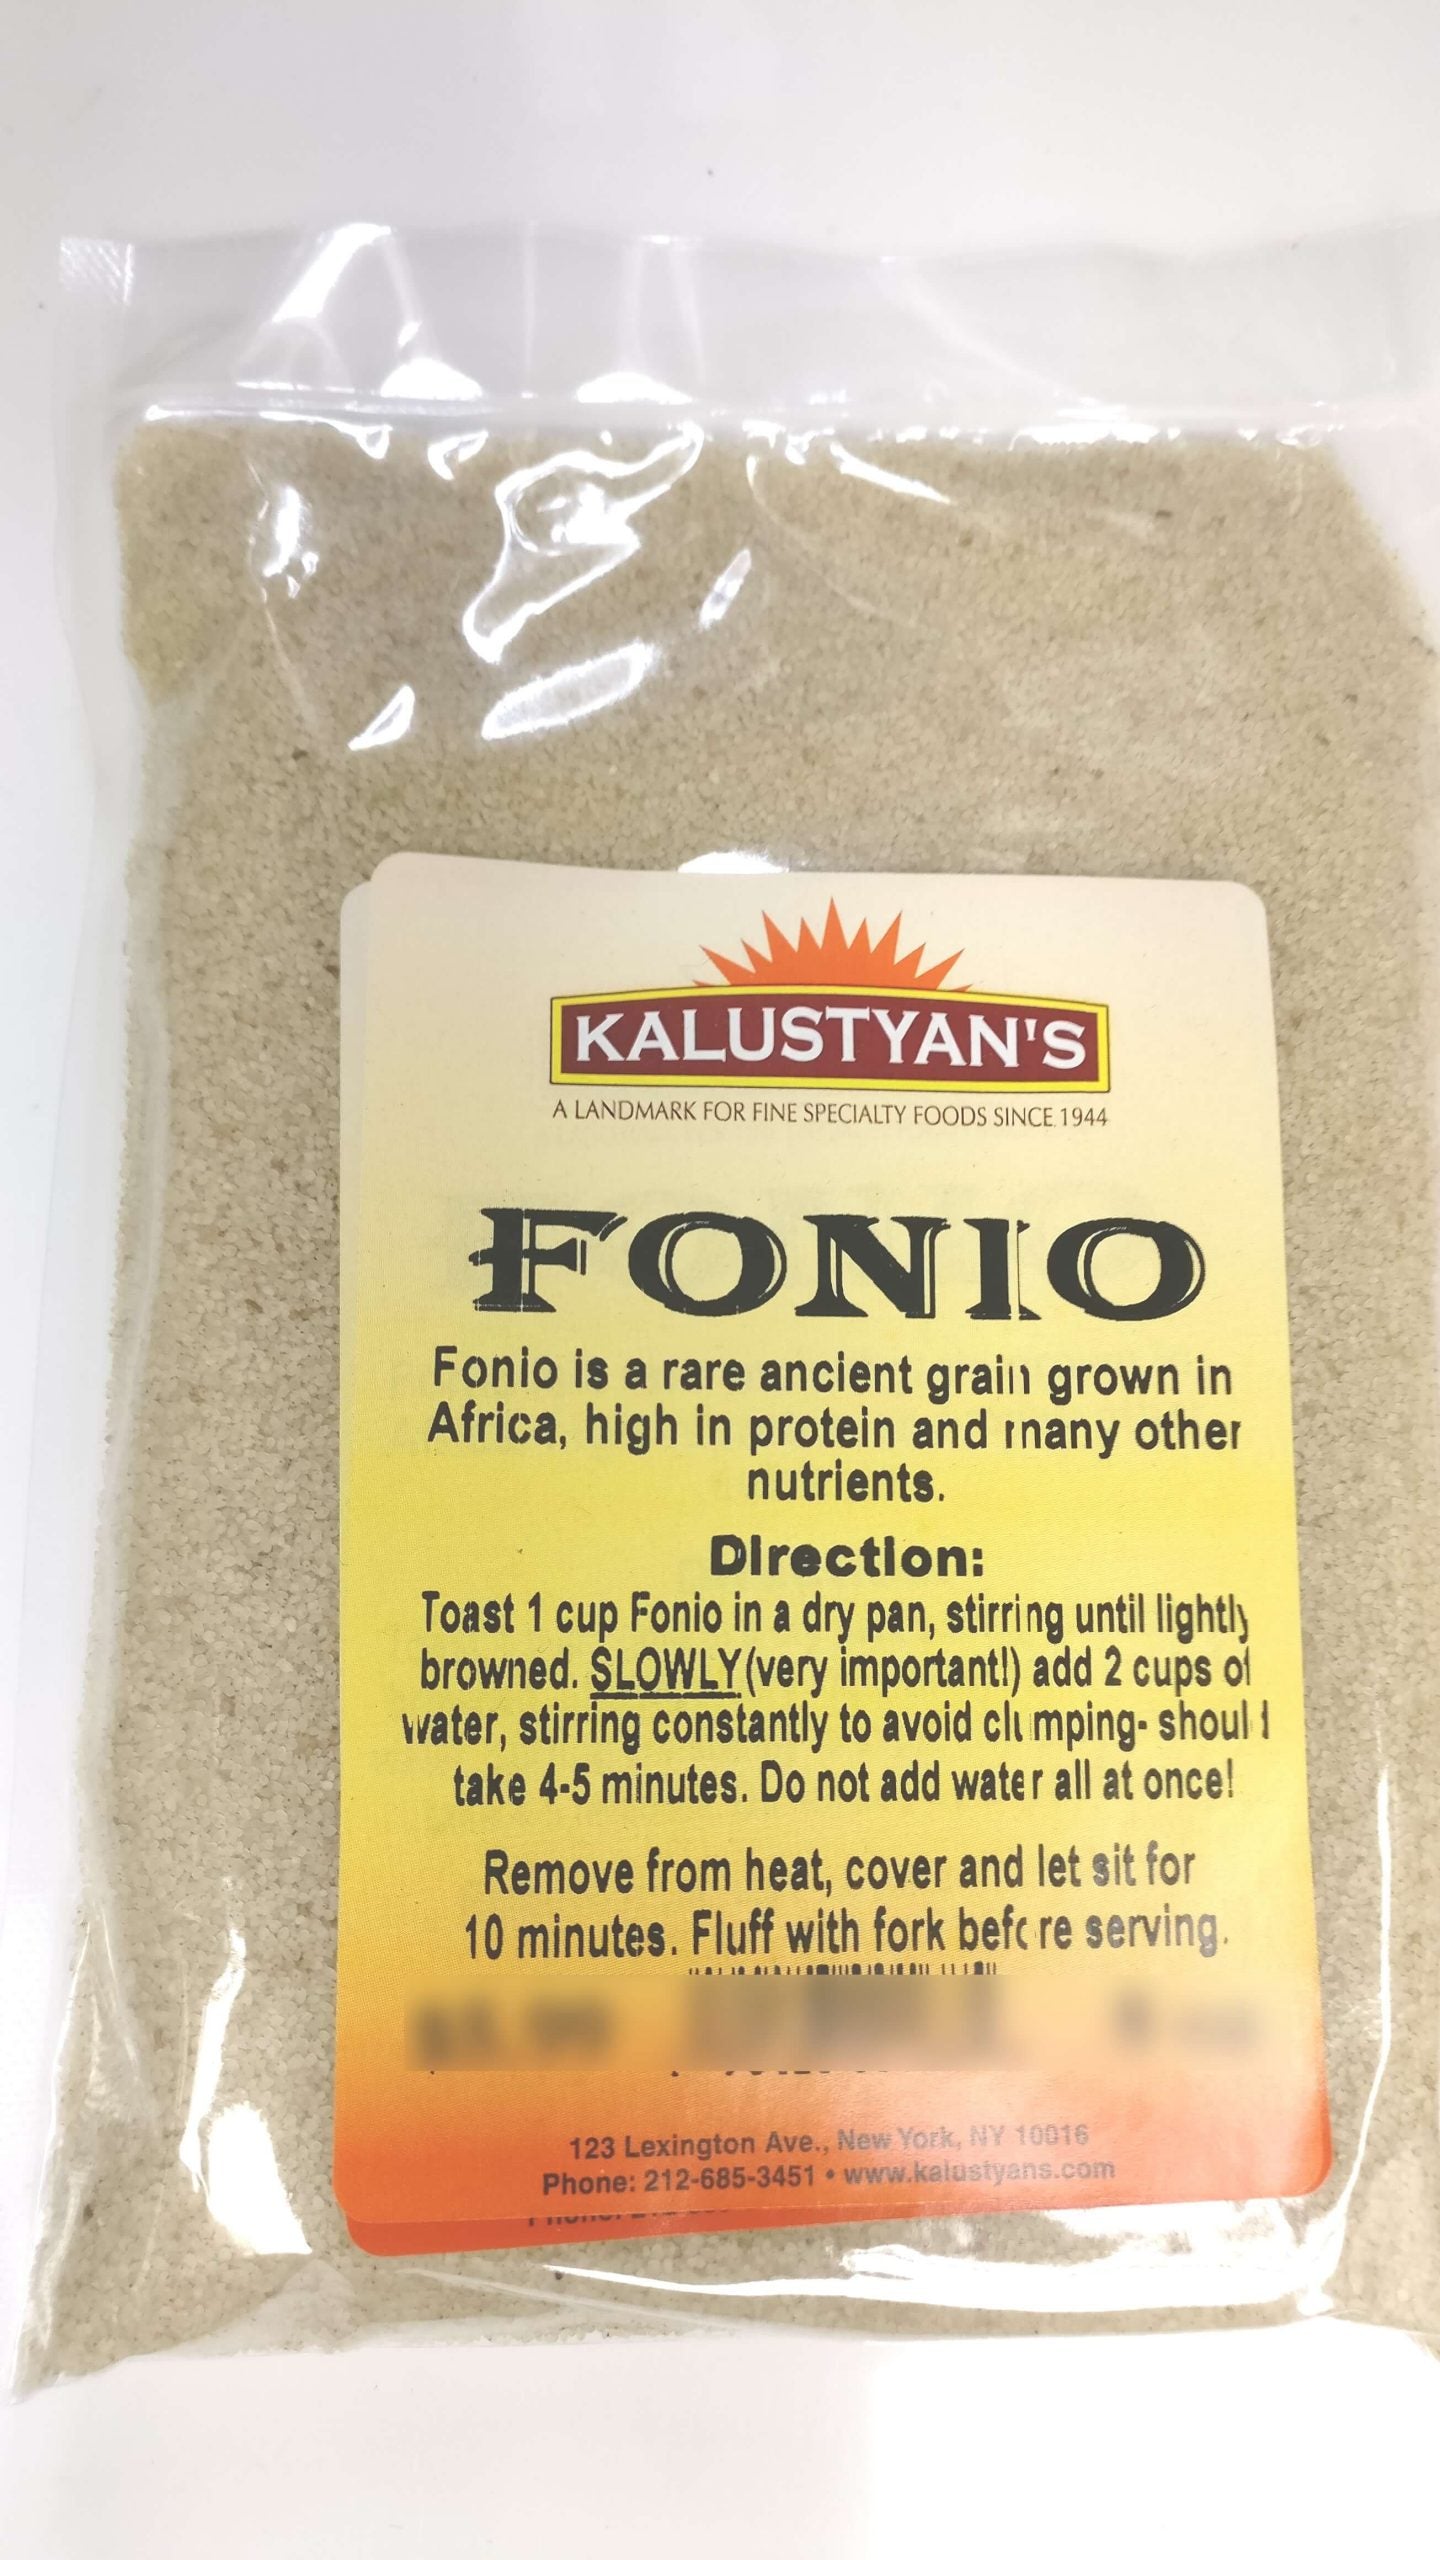 KALUSTYAN'S
A LANDMARK FOR FINE SPECIALTY FOODS SINCE 1944
FONIO
Fonio is a rare ancient grain grown in
Africa, high in protein and many other
nutrients.
Direction:
Toast 1 cup Fonio in a dry pan, stirring until lightly
browned. SLOWLY(very important!) add 2 cups of
water, stirring constantly to avoid clumping- should
take 4-5 minutes. Do not add water all at once!
Remove from heat, cover and let sit for
10 minutes. Fluff with fork before serving.
123 Lexington Ave., New York, NY 10016
Phone: 212-685-3451 • www.kalustyans.com